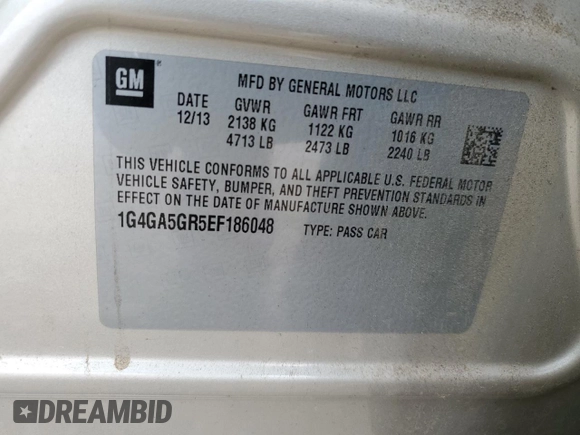 GM
MFD BY GENERAL MOTORS LLC
DATE GVWR GAWR FRT GAWR RR
12/13 2138 KG 1122 KG 1016 KG
4713 LB 2473 LB 2240 LB
THIS VEHICLE CONFORMS TO ALL APPLICABLE U.S. FEDERAL MOTOR
VEHICLE SAFETY, BUMPER, AND THEFT PREVENTION STANDARDS IN
EFFECT ON THE DATE OF MANUFACTURE SHOWN ABOVE.
1G4GA5GR5EF186048 TYPE: PASS CAR
DREAMBID